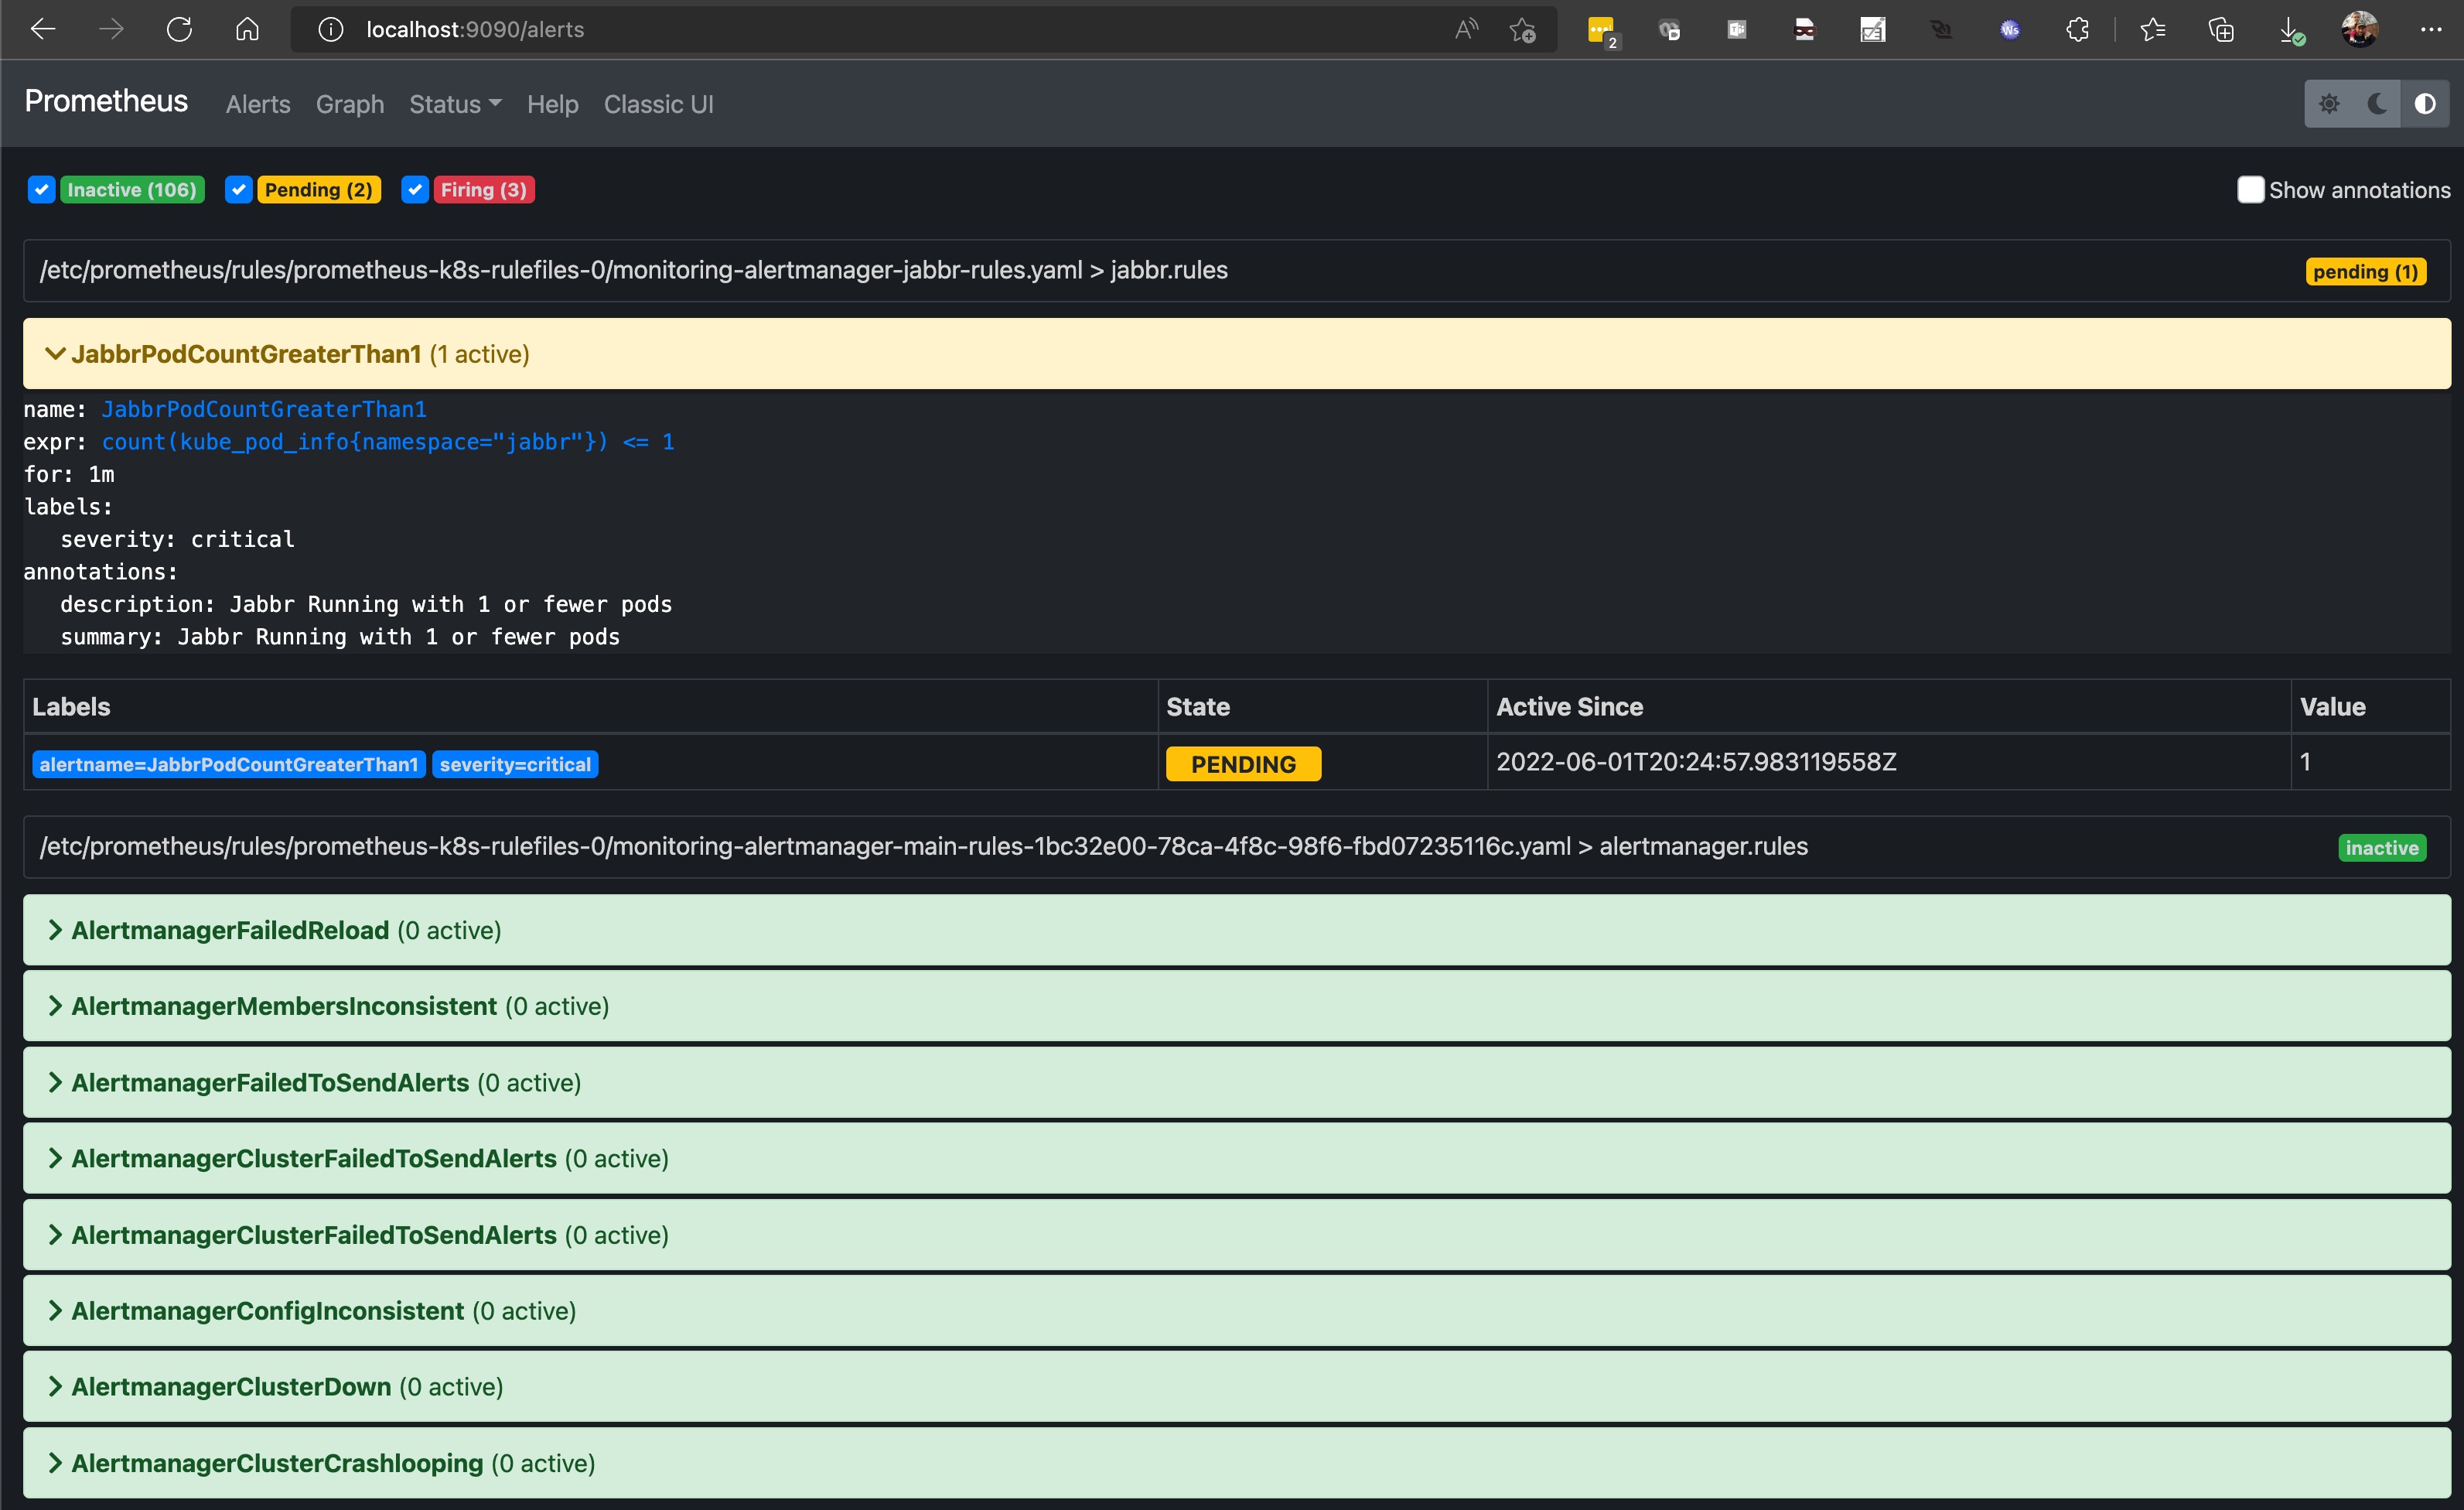 localhost:9090/alerts
2
Ws
Prometheus Alerts Graph Status Help Classic UI
Inactive (106) Pending (2) Firing (3) Show annotations
/etc/prometheus/rules/prometheus-k8s-rulefiles-0/monitoring-alertmanager-jabbr-rules.yaml > jabbr.rules pending (1)
JabbrPodCountGreaterThan1 (1 active)
name: JabbrPodCountGreaterThan1
expr: count(kube_pod_info{namespace="jabbr"}) <= 1
for: 1m
labels:
severity: critical
annotations:
description: Jabbr Running with 1 or fewer pods
summary: Jabbr Running with 1 or fewer pods
Labels State Active Since Value
alertname=JabbrPodCountGreaterThan1 severity=critical PENDING 2022-06-01T20:24:57.983119558Z 1
/etc/prometheus/rules/prometheus-k8s-rulefiles-0/monitoring-alertmanager-main-rules-1bc32e00-78ca-4f8c-98f6-fbd07235116c.yaml > alertmanager.rules inactive
AlertmanagerFailedReload (0 active)
AlertmanagerMembersInconsistent (0 active)
AlertmanagerFailedToSendAlerts (0 active)
AlertmanagerClusterFailedToSendAlerts (0 active)
AlertmanagerClusterFailedToSendAlerts (0 active)
AlertmanagerConfigInconsistent (0 active)
AlertmanagerClusterDown (0 active)
AlertmanagerClusterCrashlooping (0 active)